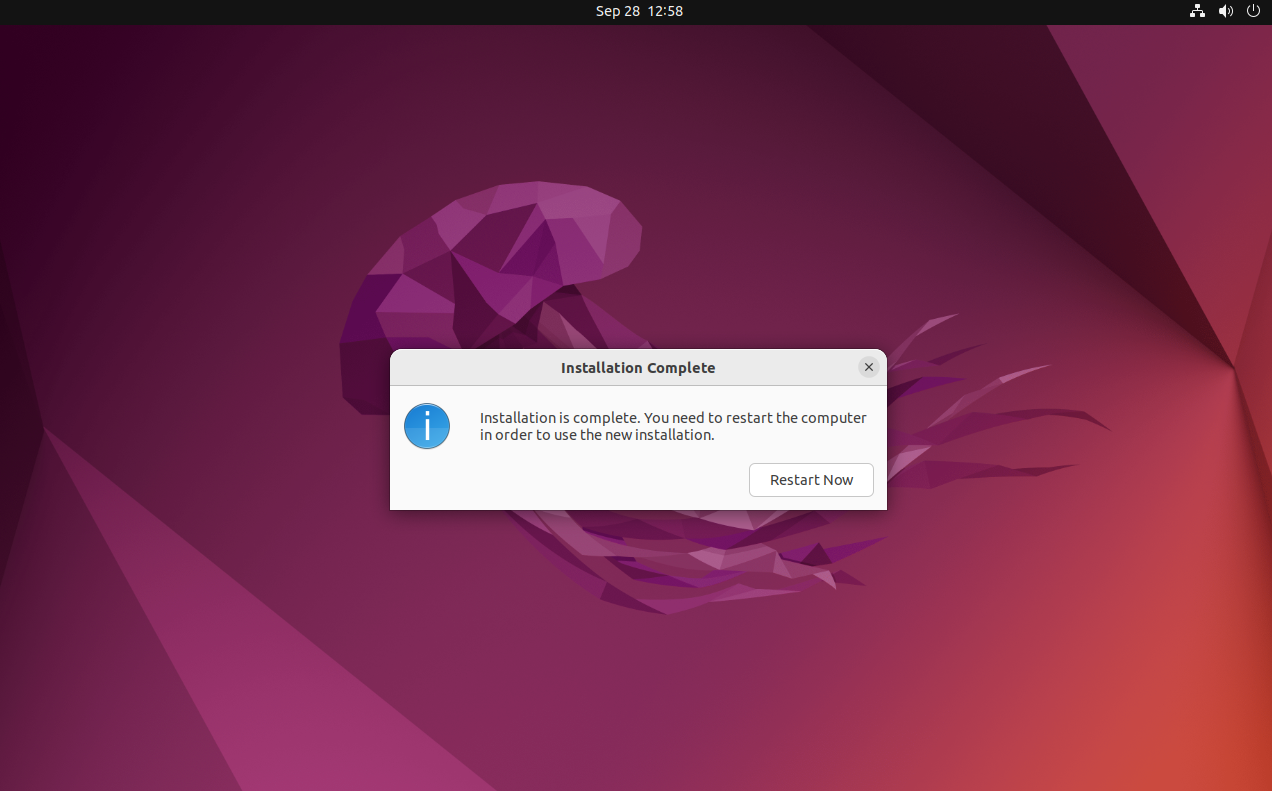 Sep 28  12:58
Installation Complete
Installation is complete. You need to restart the computer
in order to use the new installation.
Restart Now